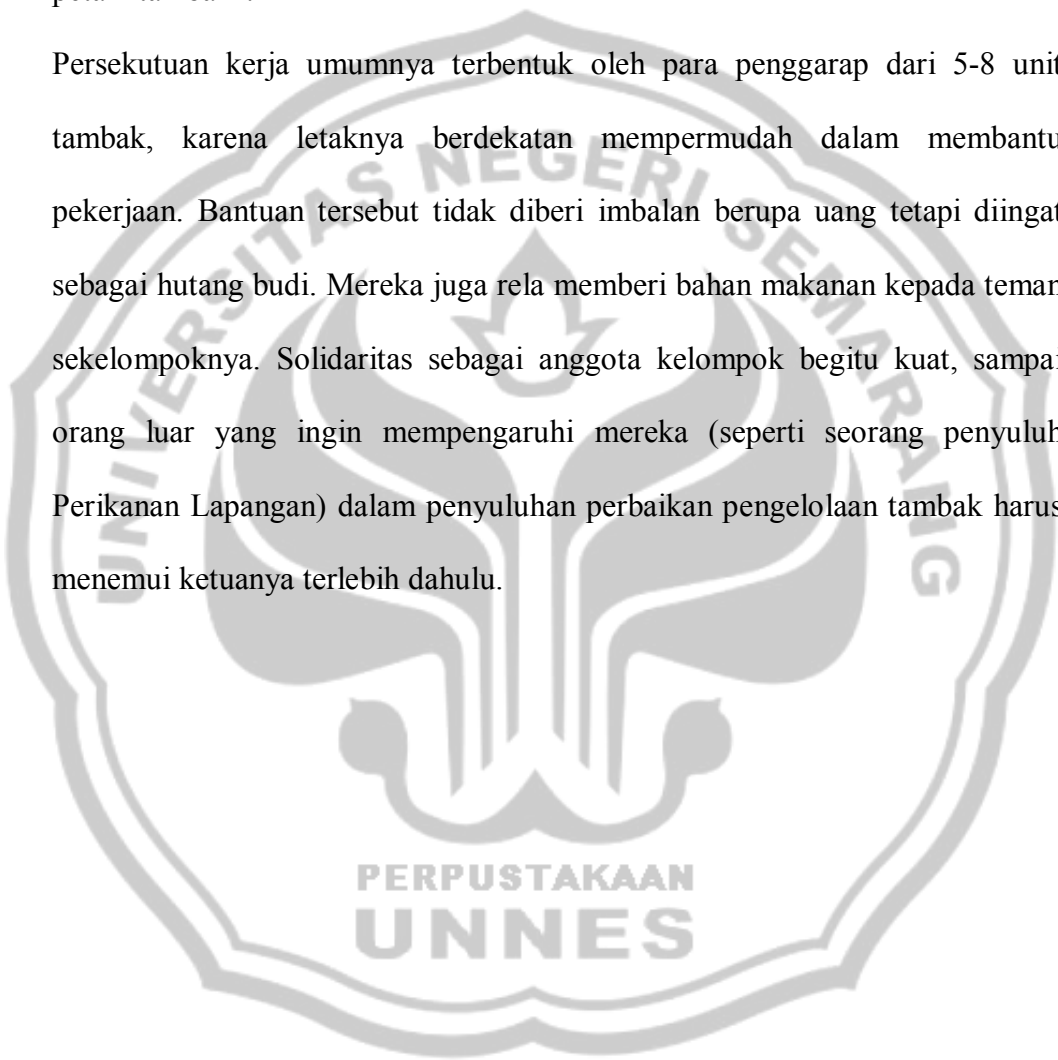 Persekutuan kerja umumnya terbentuk oleh para penggarap dari 5-8 unit
tambak, karena letaknya berdekatan mempermudah dalam membantu
pekerjaan. Bantuan tersebut tidak diberi imbalan berupa uang tetapi diingat
sebagai hutang budi. Mereka juga rela memberi bahan makanan kepada teman
sekelompoknya. Solidaritas sebagai anggota kelompok begitu kuat, sampai
orang luar yang ingin mempengaruhi mereka (seperti seorang penyuluh
Perikanan Lapangan) dalam penyuluhan perbaikan pengelolaan tambak harus
menemui ketuanya terlebih dahulu.
UNIVERSITAS NEGERI SEMARANG
PERPUSTAKAAN
UNNES